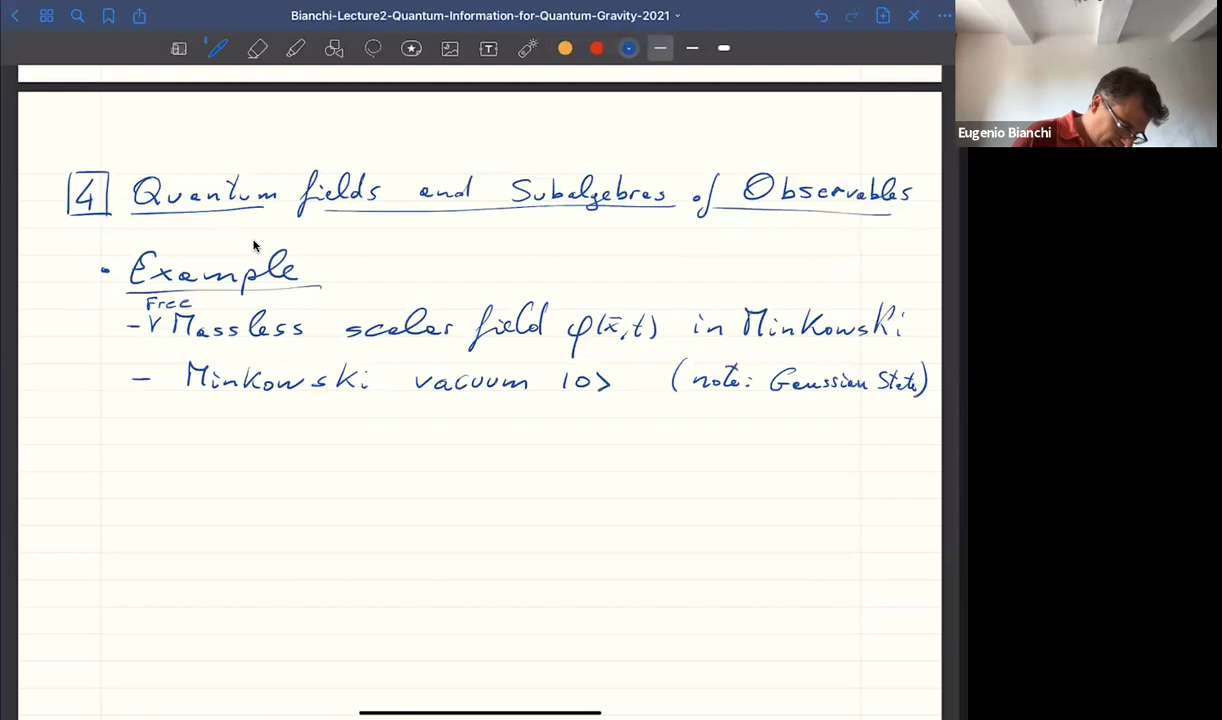 Bianchi-Lecture2-Quantum-Information-for-Quantum-Gravity-2021
Eugenio Bianchi
4 Quantum fields and Subalgebras of Observables
• Example
Free
- V Massless scalar field φ(x̄,t) in Minkowski
- Minkowski vacuum |0> (note: Gaussian State)